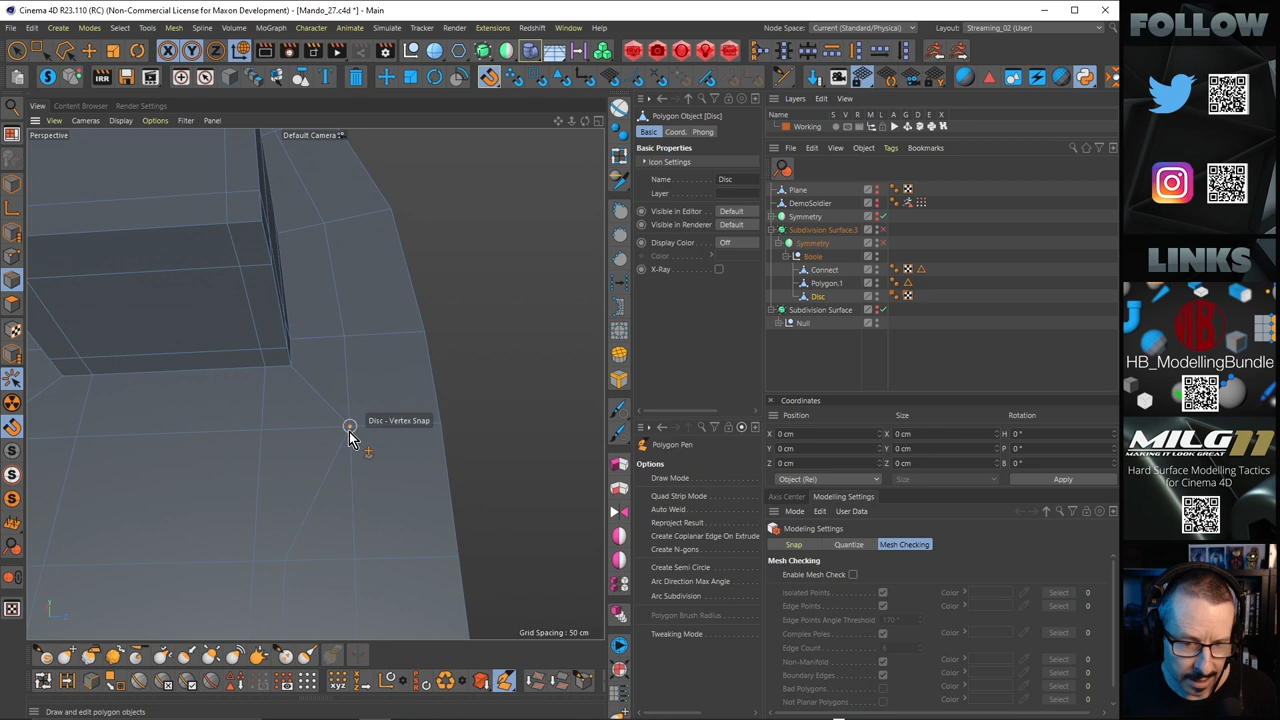 Cinema 4D R23.110 (RC) (Non-Commercial License for Maxon Development) - [Mando_27.c4d *] - Main
File Edit Create Modes Select Tools Mesh Spline Volume MoGraph Character Animate Simulate Tracker Render Extensions Redshift Window Help
Node Space: Current (Standard/Physical)
Layout: Streaming_02 (User)
X Y Z
IRR
View Content Browser Render Settings
View Cameras Display Options Filter Panel
Perspective
Default Camera
Disc - Vertex Snap
Grid Spacing : 50 cm
Draw and edit polygon objects
Polygon Object [Disc]
Basic Coord. Phong
Basic Properties
Icon Settings
Name Disc
Layer
Visible in Editor Default
Visible in Renderer Default
Display Color Off
Color
X-Ray
Polygon Pen
Options
Draw Mode
Quad Strip Mode
Auto Weld
Reproject Result
Create Coplanar Edge On Extrude
Create N-gons
Create Semi Circle
Arc Direction Max Angle
Arc Subdivision
Polygon Brush Radius
Tweaking Mode
Layers Edit View
Name S V R M L A G D E X
Working
File Edit View Object Tags Bookmarks
Plane
DemoSoldier
Symmetry
Subdivision Surface.3
Symmetry
Boole
Connect
Polygon.1
Disc
Subdivision Surface
Null
Coordinates
Position Size Rotation
X 0 cm X 0 cm H 0 °
Y 0 cm Y 0 cm P 0 °
Z 0 cm Z 0 cm B 0 °
Object (Rel) Size Apply
Axis Center Modelling Settings
Mode Edit User Data
Modeling Settings
Snap Quantize Mesh Checking
Mesh Checking
Enable Mesh Check
Isolated Points Color Select 0
Edge Points Color Select 0
Edge Points Angle Threshold 170 °
Complex Poles Color Select 0
Edge Count 6
Non-Manifold Color Select 0
Boundary Edges Color Select 0
Bad Polygons Color Select 0
Not Planar Polygons Color Select 0
FOLLOW
LINKS
HB_ModellingBundle
MILG11
MAKING IT LOOK GREAT
Hard Surface Modelling Tactics
for Cinema 4D